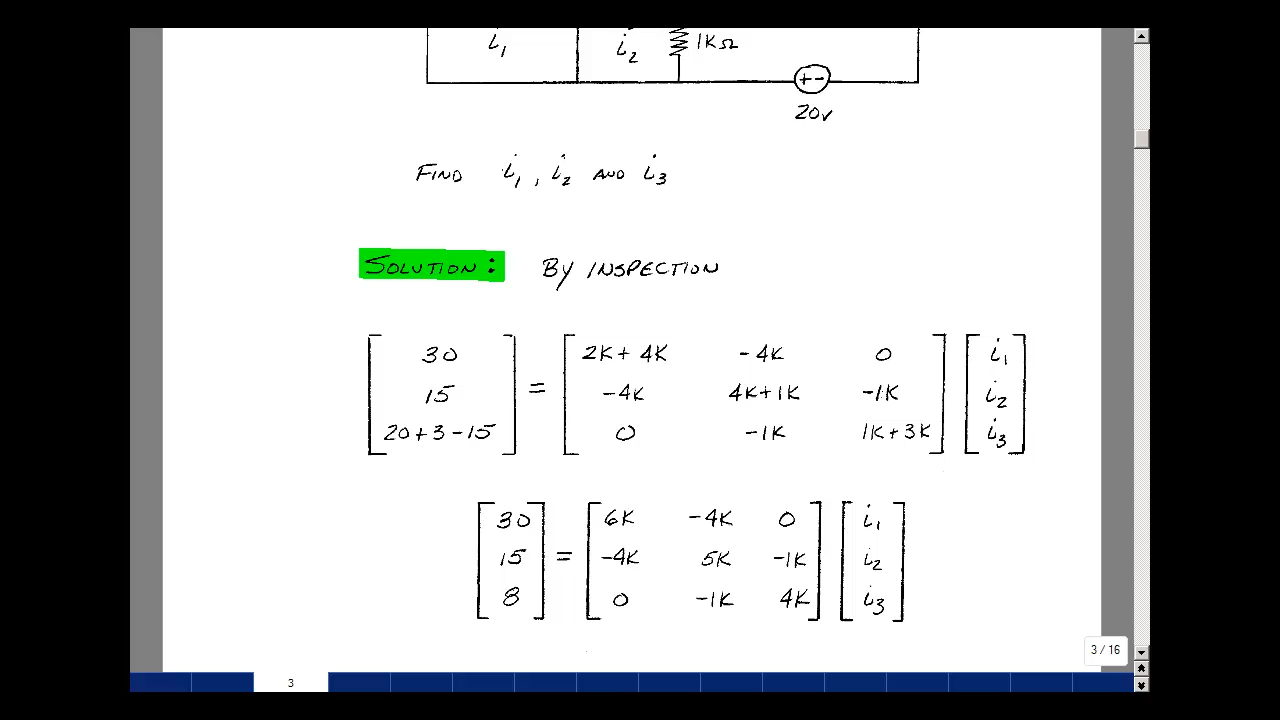 i1 i2 1KΩ
+ -
20v
FIND i1, i2 AND i3
SOLUTION: BY INSPECTION
[30] = [2K+4K -4K 0] [i1]
[15] [-4K 4K+1K -1K] [i2]
[20+3-15] [0 -1K 1K+3K] [i3]
[30] = [6K -4K 0] [i1]
[15] [-4K 5K -1K] [i2]
[8] [0 -1K 4K] [i3]
3 / 16
3